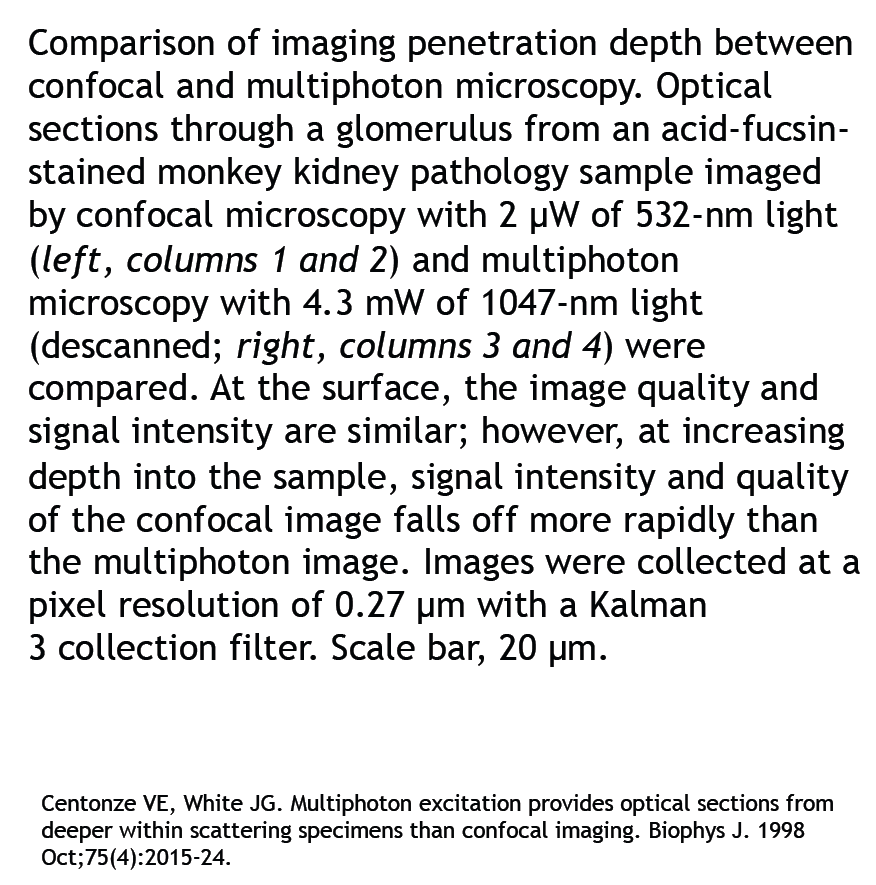 Comparison of imaging penetration depth between
confocal and multiphoton microscopy. Optical
sections through a glomerulus from an acid-fucsin-
stained monkey kidney pathology sample imaged
by confocal microscopy with 2 µW of 532-nm light
(left, columns 1 and 2) and multiphoton
microscopy with 4.3 mW of 1047-nm light
(descanned; right, columns 3 and 4) were
compared. At the surface, the image quality and
signal intensity are similar; however, at increasing
depth into the sample, signal intensity and quality
of the confocal image falls off more rapidly than
the multiphoton image. Images were collected at a
pixel resolution of 0.27 µm with a Kalman
3 collection filter. Scale bar, 20 µm.
Centonze VE, White JG. Multiphoton excitation provides optical sections from
deeper within scattering specimens than confocal imaging. Biophys J. 1998
Oct;75(4):2015-24.